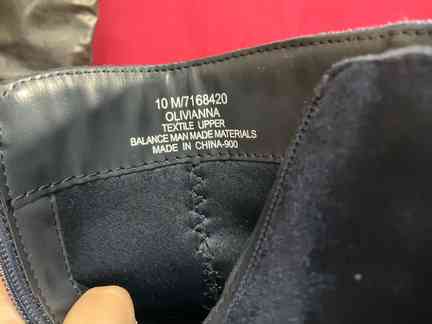 10 M/7168420
OLIVIANNA
TEXTILE UPPER
BALANCE MAN MADE MATERIALS
MADE IN CHINA-900